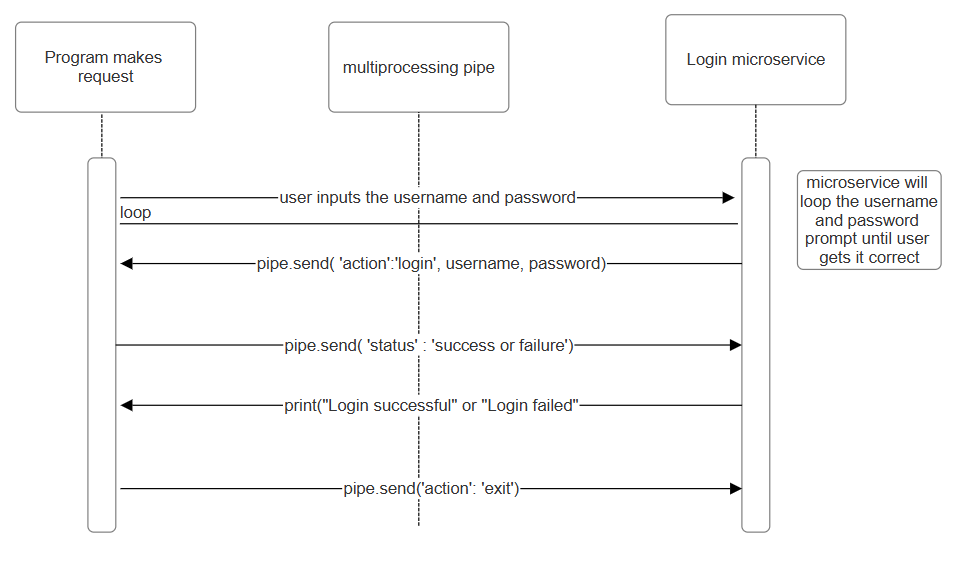 Program makes
request
multiprocessing pipe
Login microservice
user inputs the username and password
loop
microservice will
loop the username
and password
prompt until user
gets it correct
pipe.send( 'action':'login', username, password)
pipe.send( 'status' : 'success or failure')
print("Login successful" or "Login failed"
pipe.send('action': 'exit')